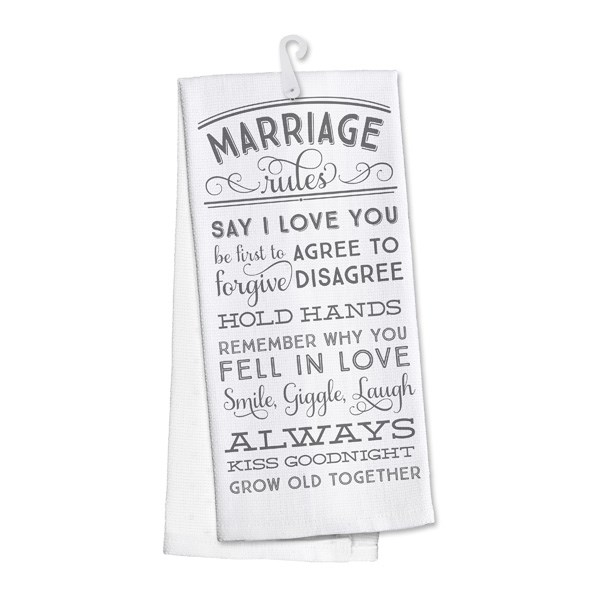 MARRIAGE
rules
SAY I LOVE YOU
be first to forgive
AGREE TO DISAGREE
HOLD HANDS
REMEMBER WHY YOU
FELL IN LOVE
Smile, Giggle, Laugh
ALWAYS
KISS GOODNIGHT
GROW OLD TOGETHER